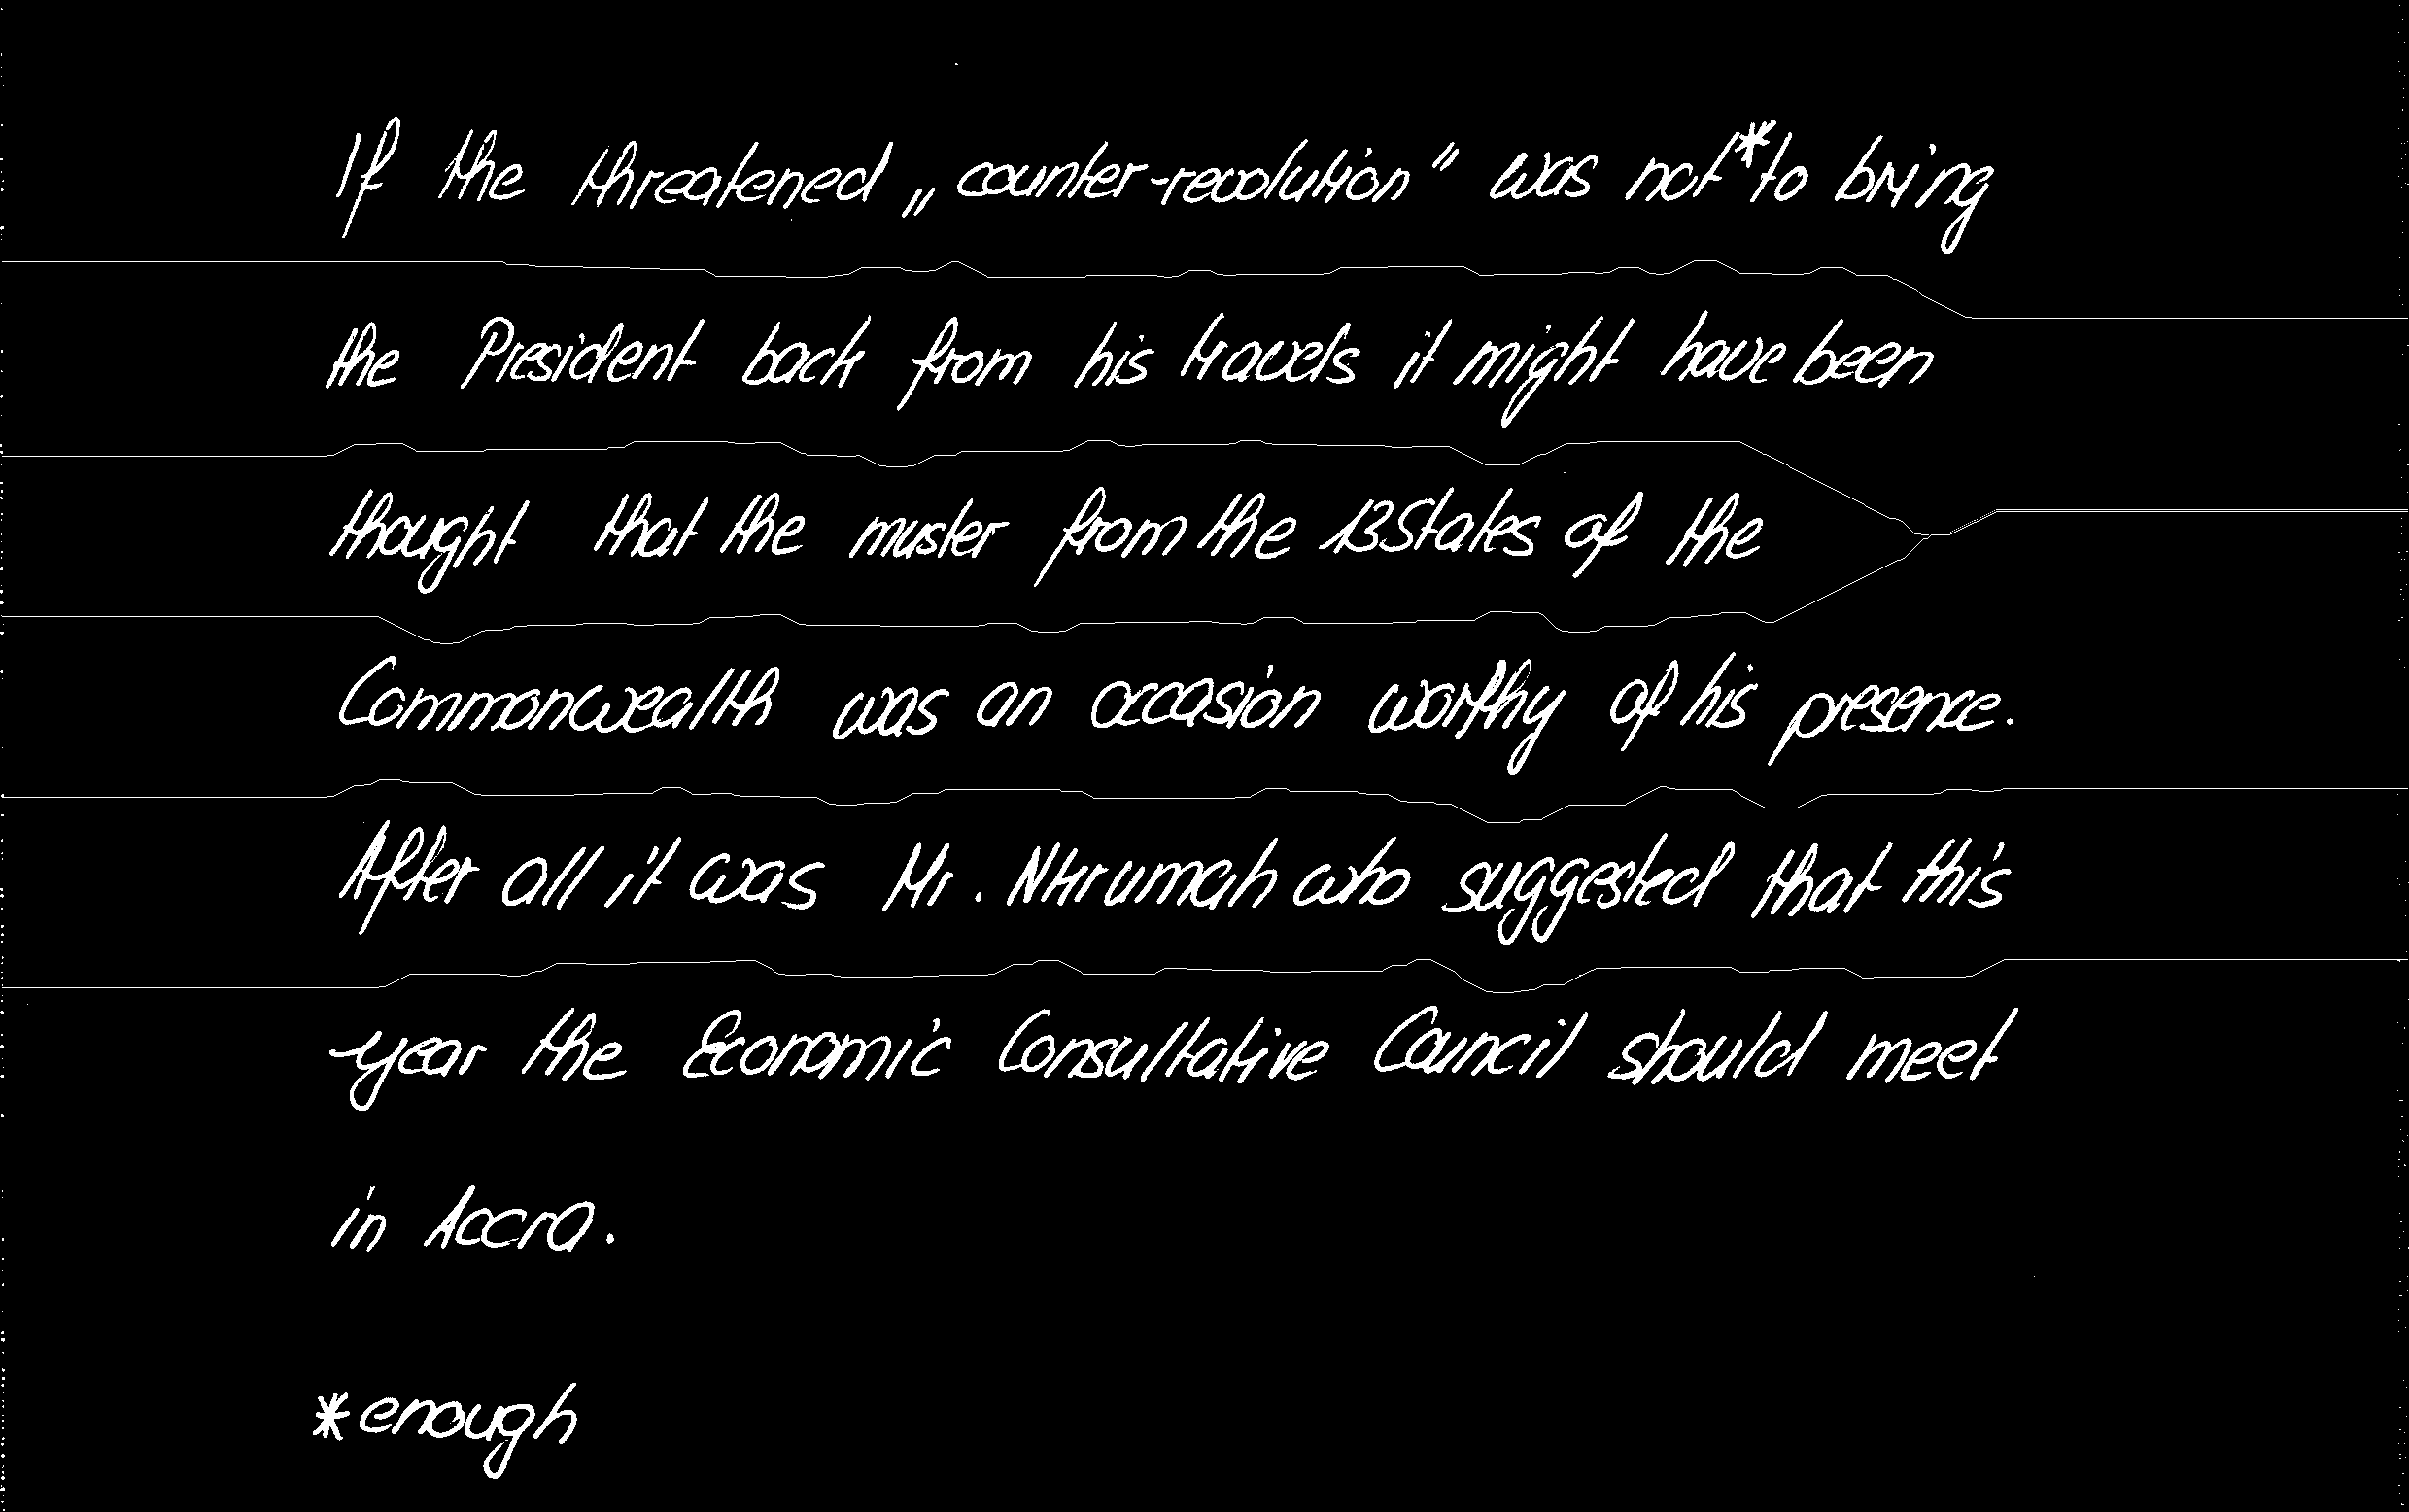 If the threatened „counter-revolution" was not*to bring
the President back from his travels it might have been
thought that the muster from the 13 States of the
Commonwealth was an occasion worthy of his presence.
After all it was Mr. Nkrumah who suggested that this
year the Economic Consultative Council should meet
in Accra.
*enough